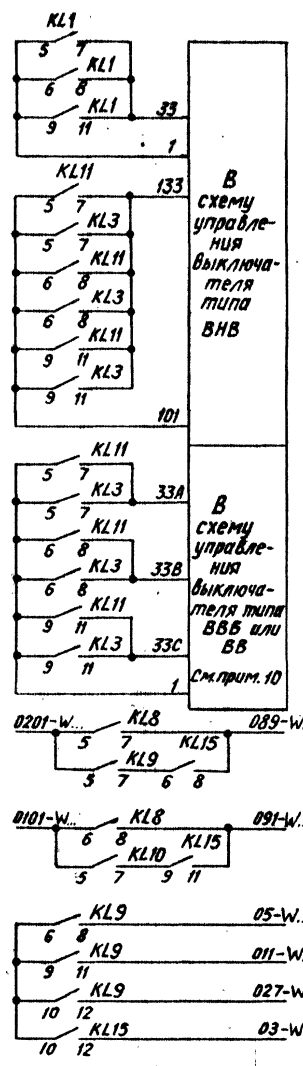 KL1
5 7
KL1
6 8
KL1
9 11
33
1
В
схему
управле-
ния
выключа-
теля
типа
ВНВ
KL11
5 7
133
KL3
5 7
KL11
6 8
KL3
6 8
KL11
9 11
KL3
9 11
101
KL11
5 7
KL3
5 7
33А
KL11
6 8
KL3
6 8
33В
KL11
9 11
KL3
9 11
33С
1
В
схему
управле-
ния
выключа-
теля типа
ВВБ или
ВВ
См.прим.10
0201-W...
KL8
5 7
089-W..
KL9
5 7
KL15
6 8
0101-W...
KL8
6 8
091-W..
KL10
5 7
KL15
9 11
KL9
6 8
05-W..
KL9
9 11
011-W..
KL9
10 12
027-W
KL15
10 12
03-W